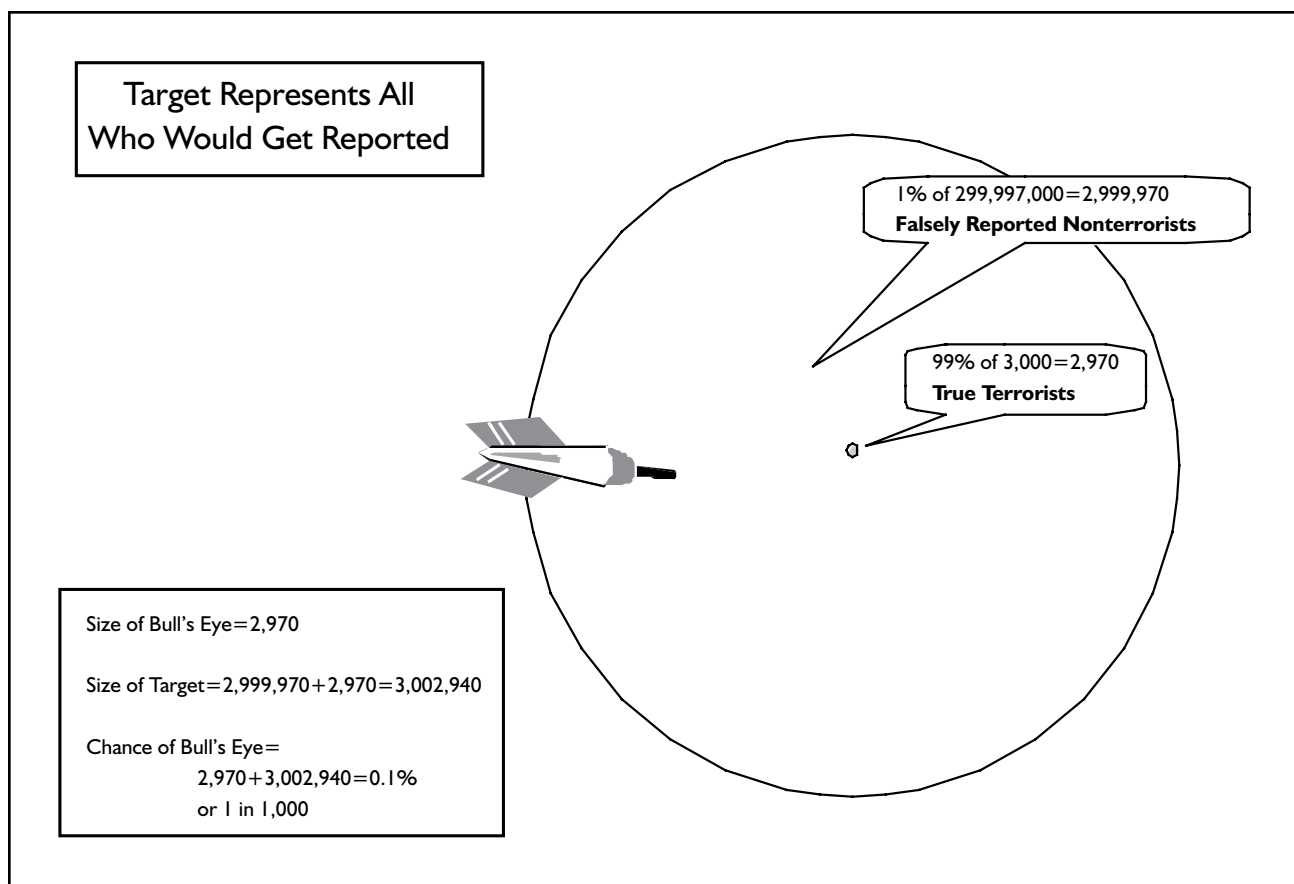 Target Represents All
Who Would Get Reported
1% of 299,997,000=2,999,970
Falsely Reported Nonterrorists
99% of 3,000=2,970
True Terrorists
Size of Bull’s Eye=2,970
Size of Target=2,999,970+2,970=3,002,940
Chance of Bull’s Eye=
2,970+3,002,940=0.1%
or 1 in 1,000